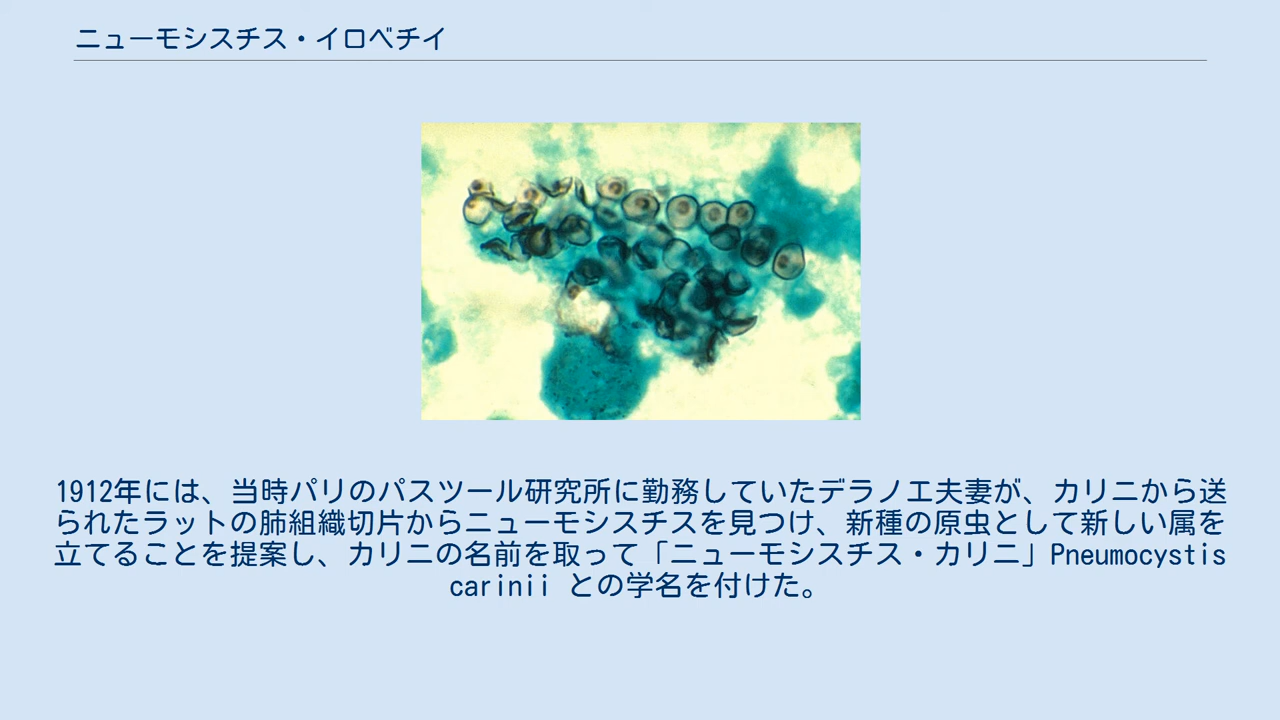 ニューモシスチス・イロベチイ
1912年には、当時パリのパスツール研究所に勤務していたデラノエ夫妻が、カリニから送
られたラットの肺組織切片からニューモシスチスを見つけ、新種の原虫として新しい属を
立てることを提案し、カリニの名前を取って「ニューモシスチス・カリニ」Pneumocystis
carinii との学名を付けた。